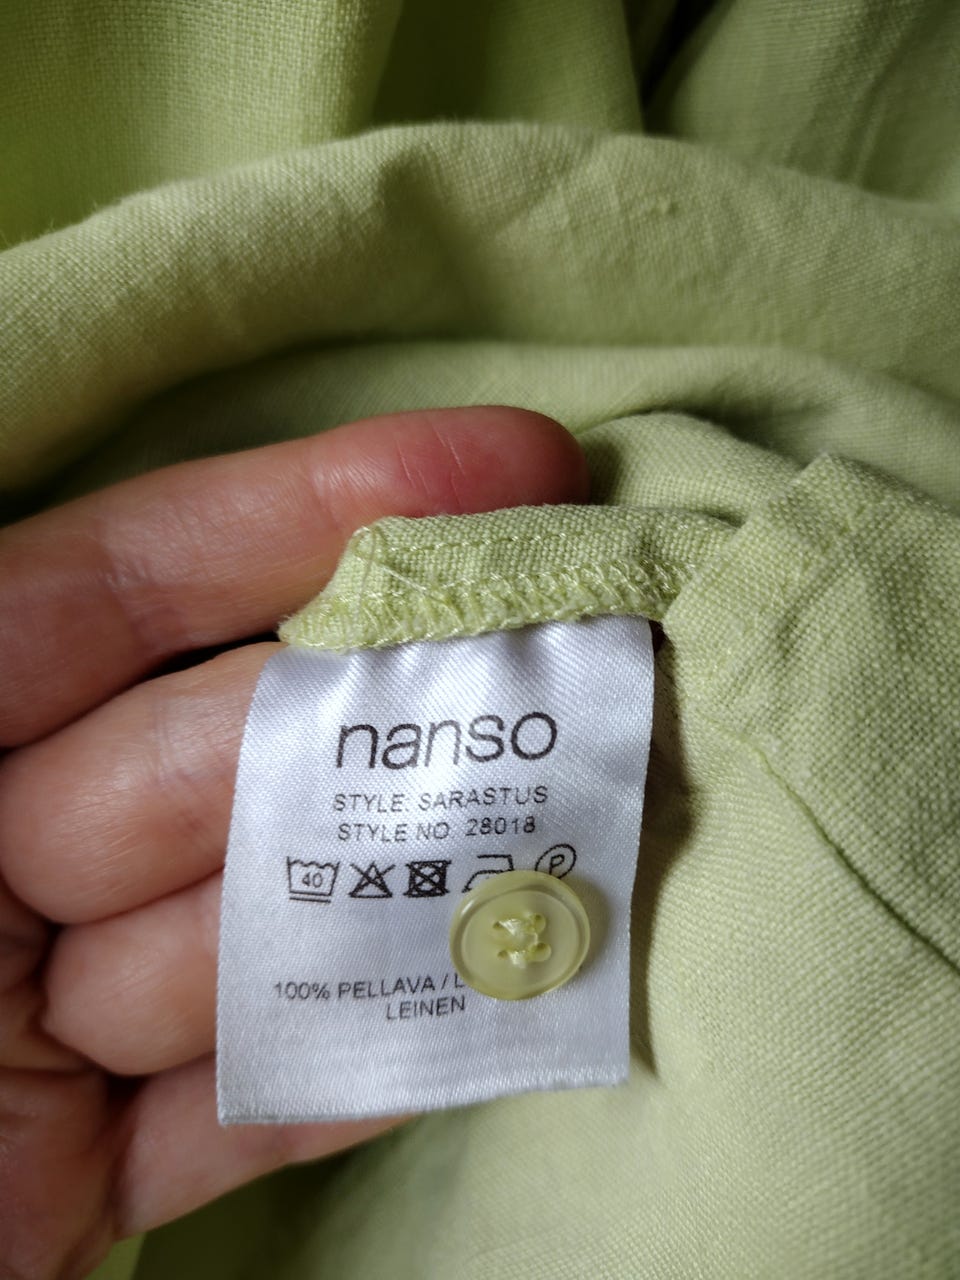 nanso
STYLE: SARASTUS
STYLE NO. 28018
40 P
100% PELLAVA / L
LEINEN